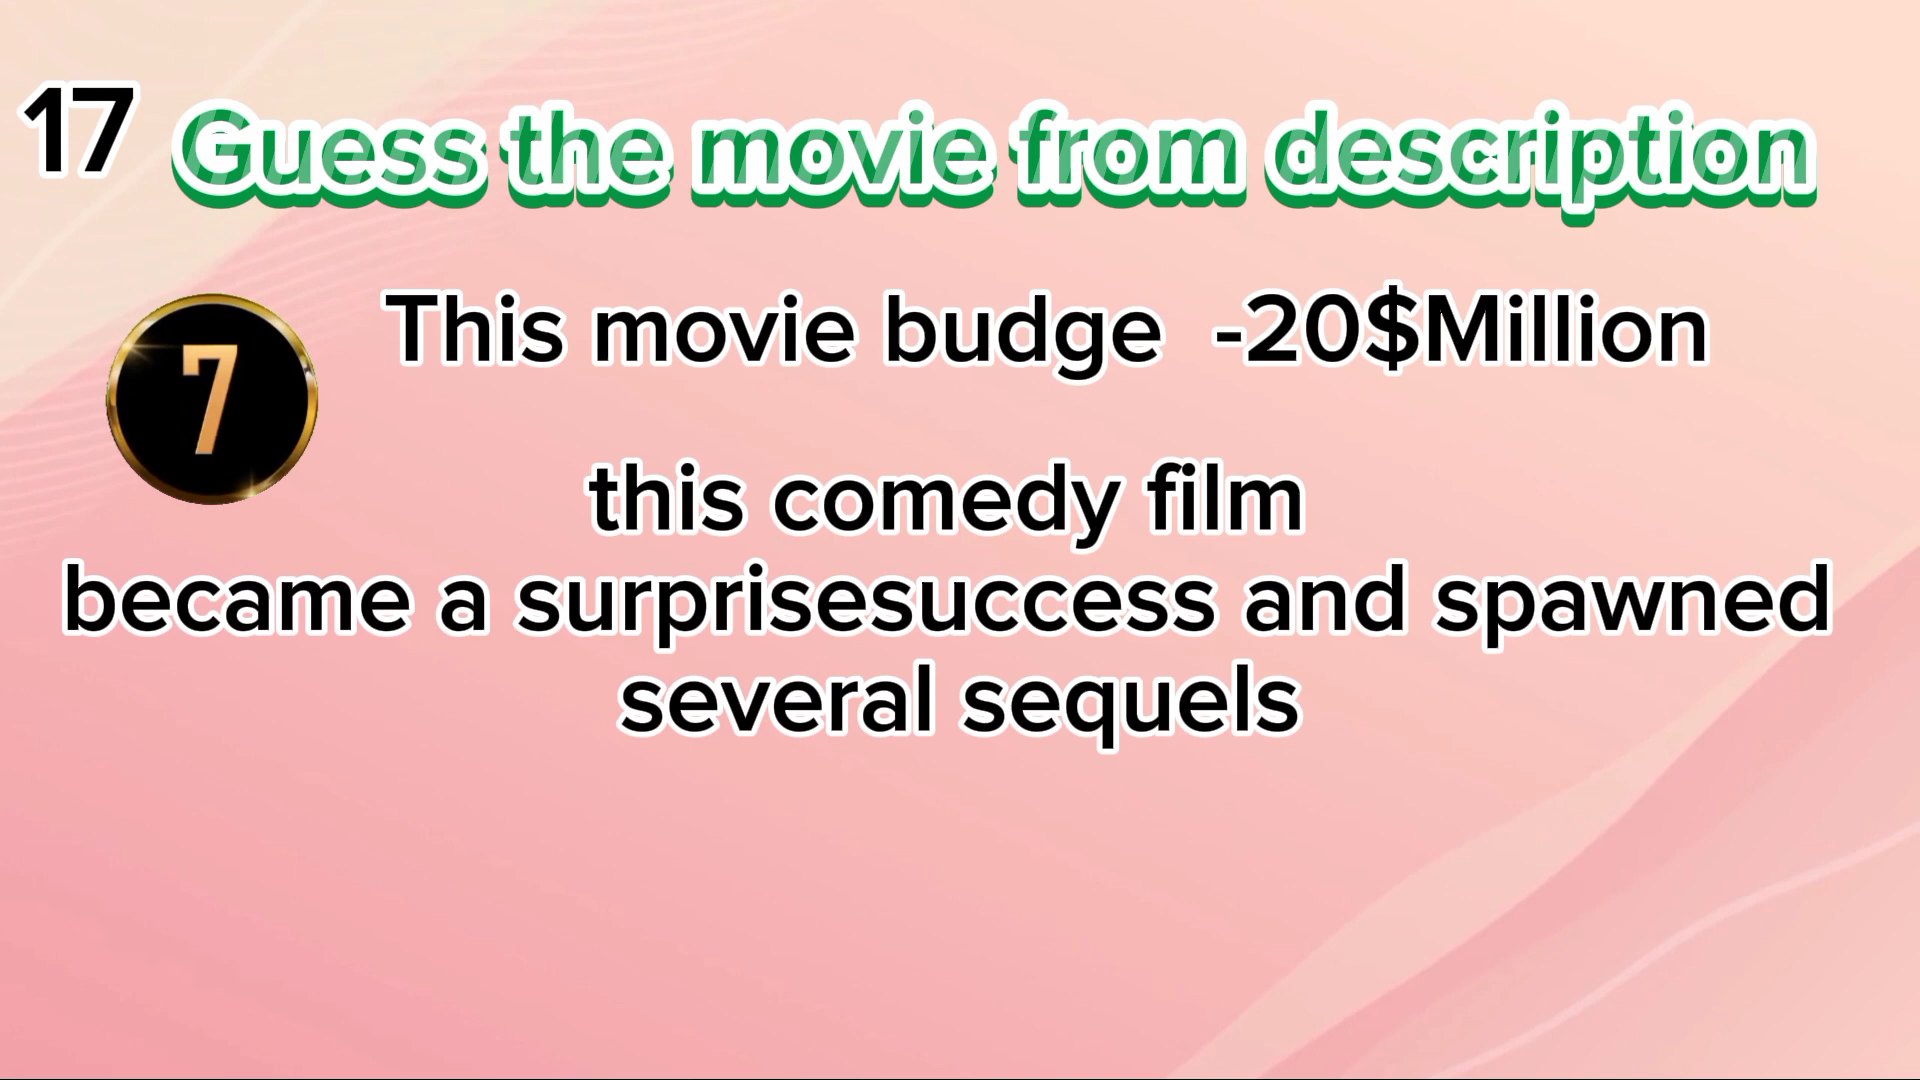 17 Guess the movie from description
7 This movie budge -20$Million
this comedy film
became a surprisesuccess and spawned
several sequels